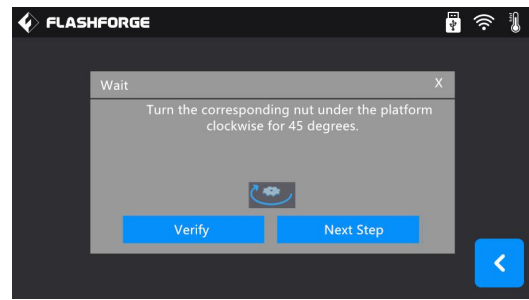 FLASHFORGE
Wait X
Turn the corresponding nut under the platform
clockwise for 45 degrees.
Verify Next Step